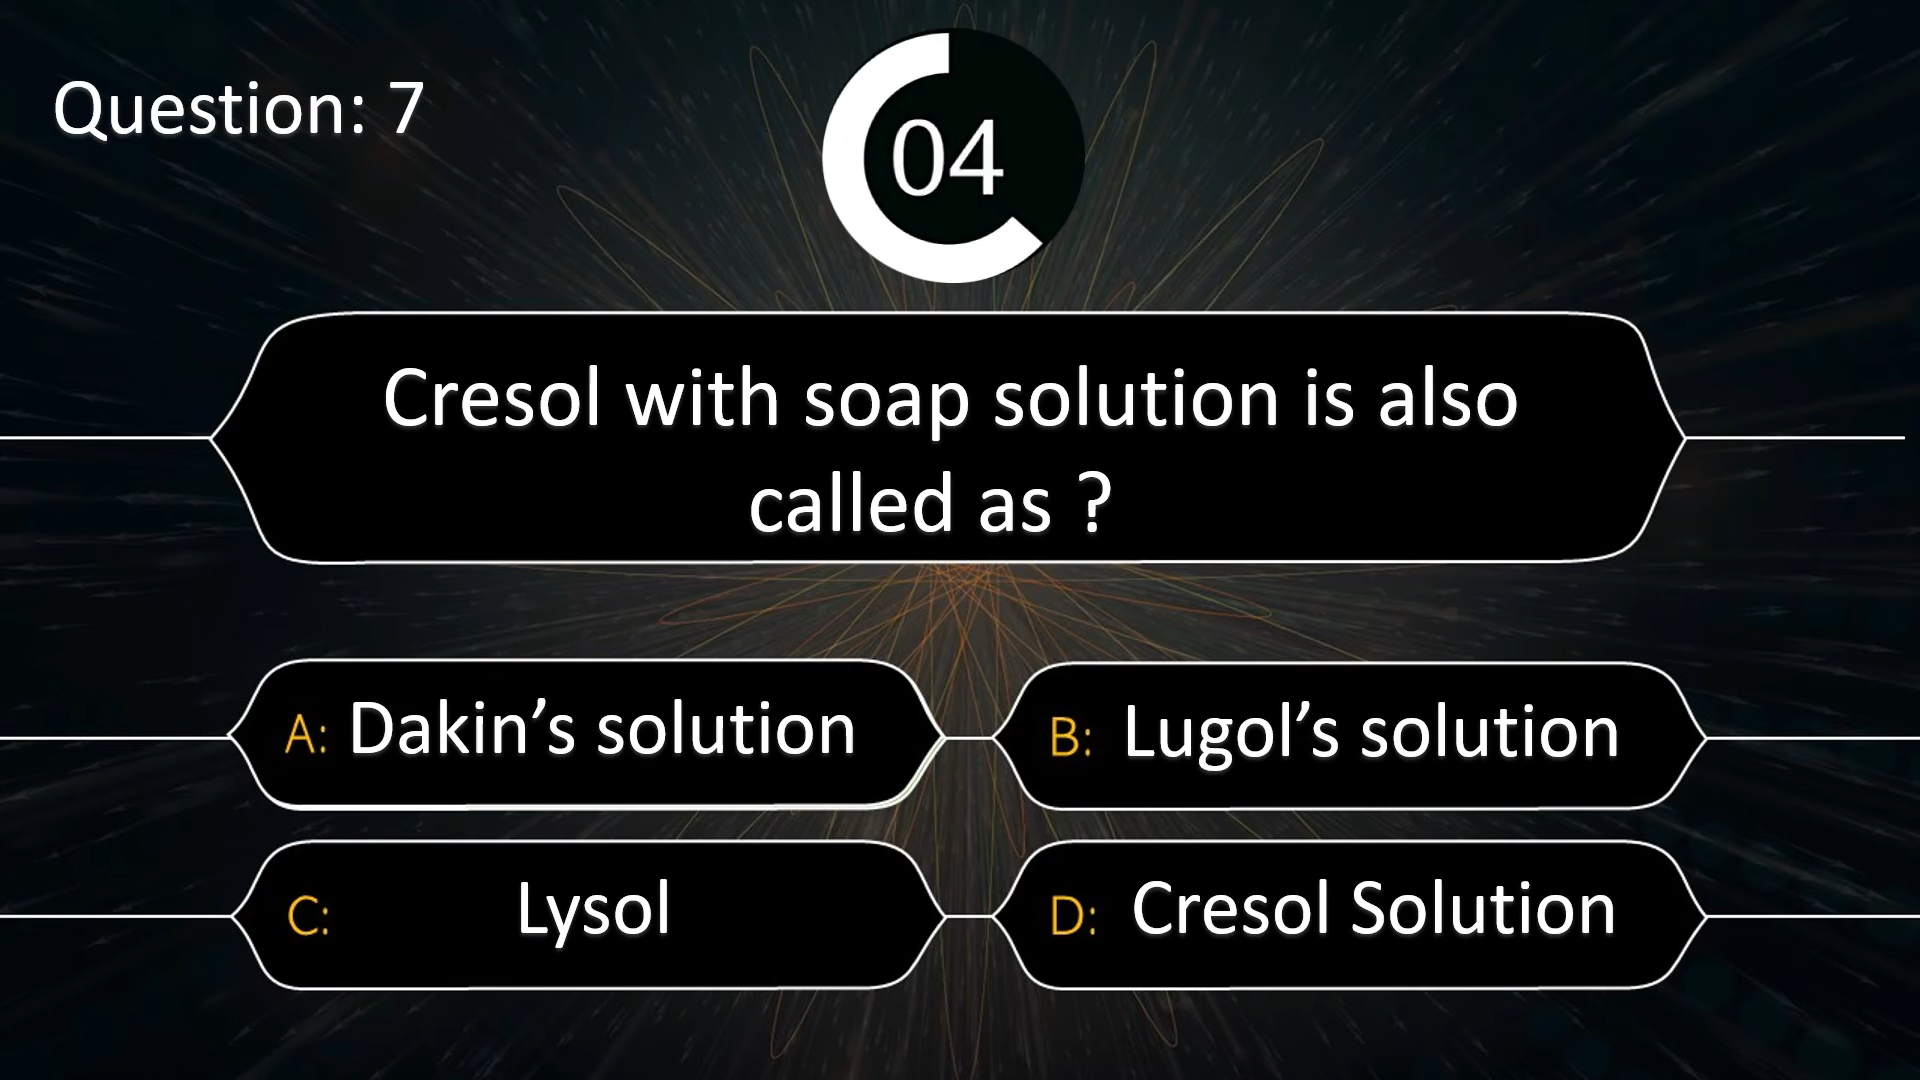 Question: 7
04
Cresol with soap solution is also
called as ?
A: Dakin’s solution
B: Lugol’s solution
C: Lysol
D: Cresol Solution